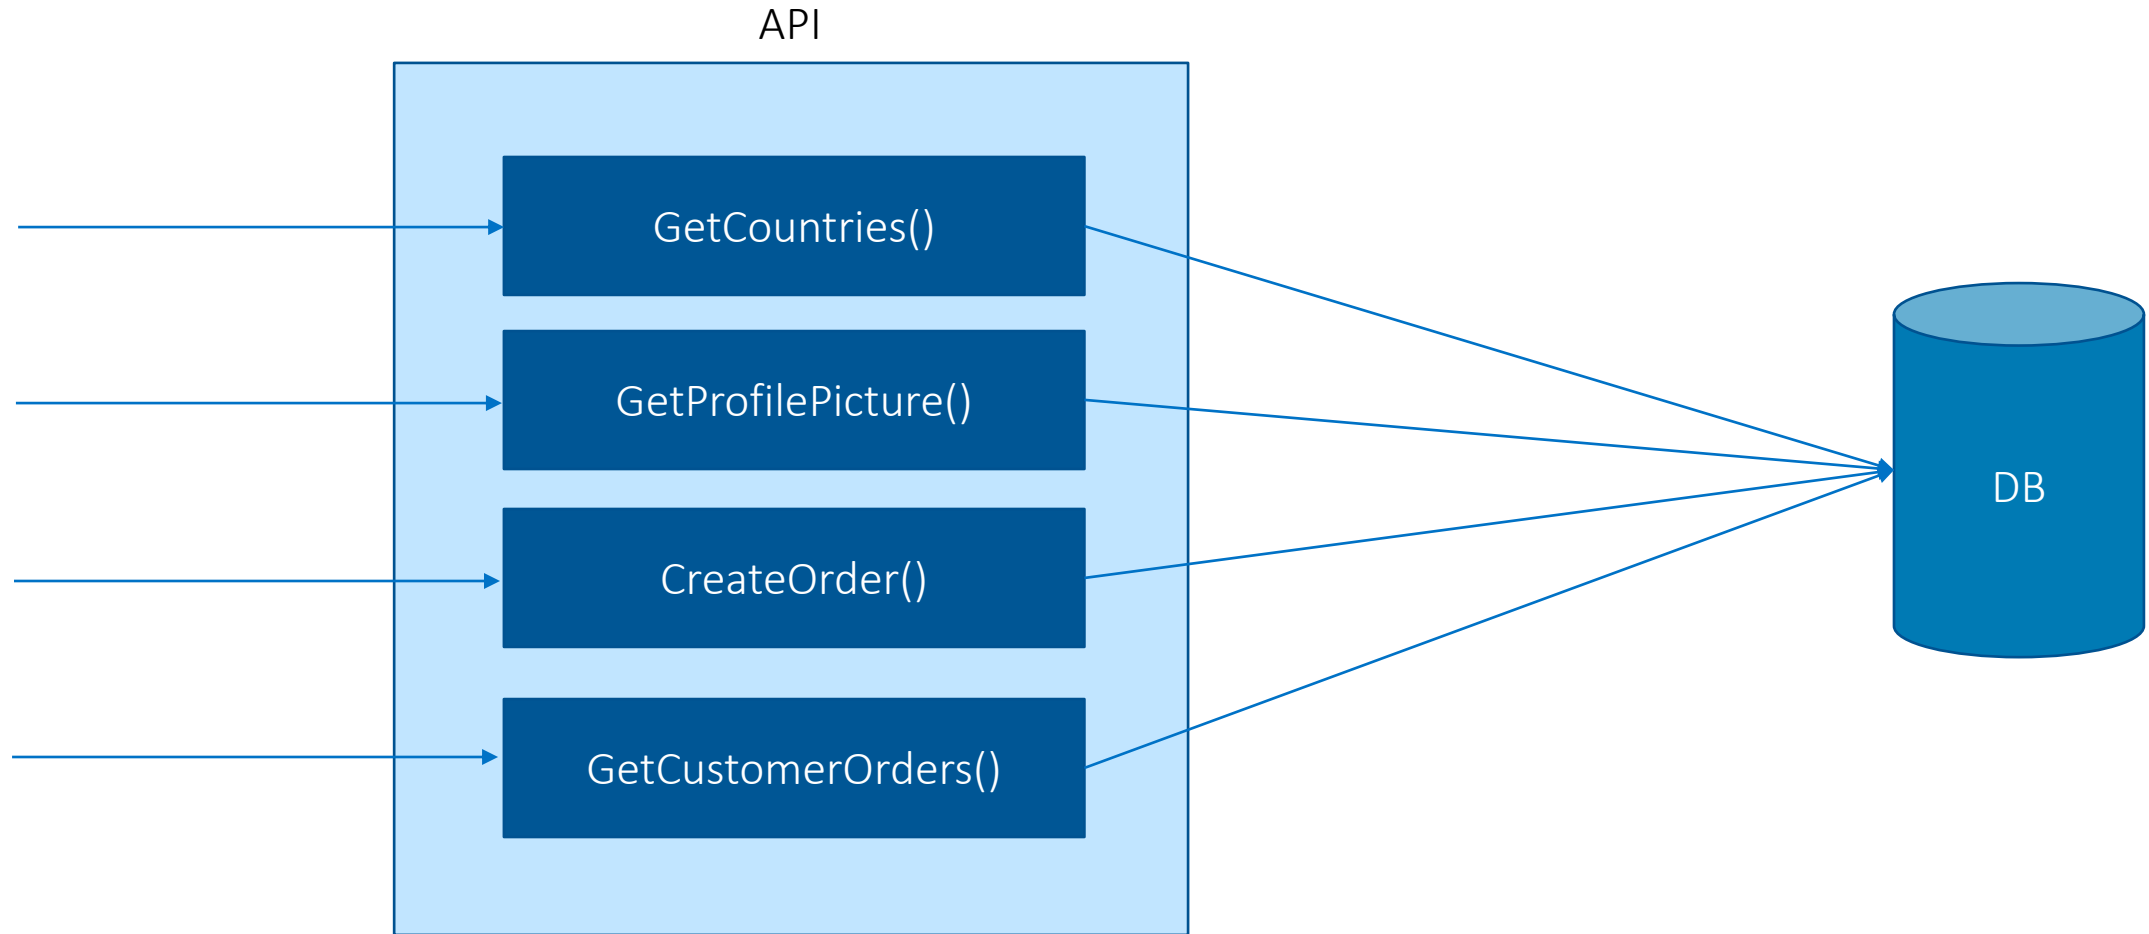 API
GetCountries()
GetProfilePicture()
CreateOrder()
GetCustomerOrders()
DB